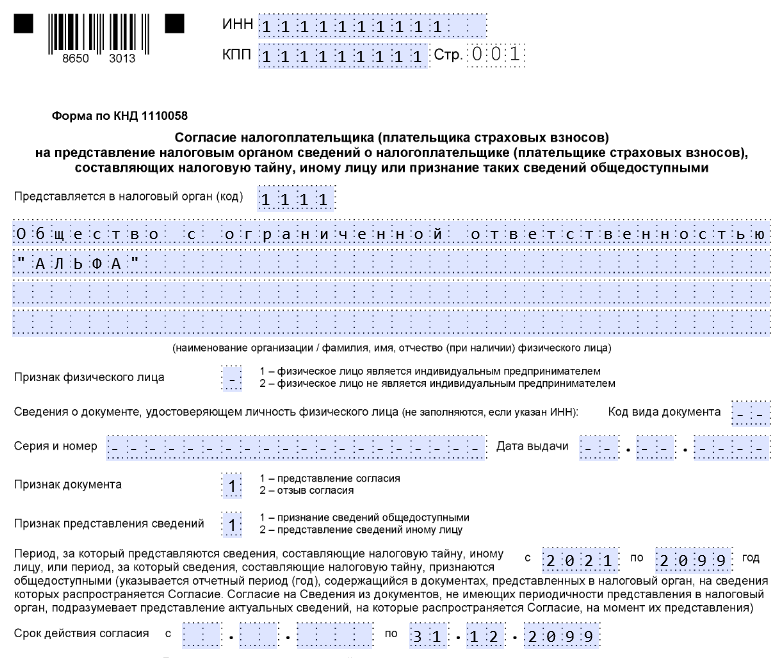 ИНН 1111111111
8650 3013
КПП 111111111 Стр. 001
Форма по КНД 1110058
Согласие налогоплательщика (плательщика страховых взносов)
на представление налоговым органом сведений о налогоплательщике (плательщике страховых взносов),
составляющих налоговую тайну, иному лицу или признание таких сведений общедоступными
Представляется в налоговый орган (код) 1111
Общество с ограниченной ответственностью
"АЛЬФА"
(наименование организации / фамилия, имя, отчество (при наличии) физического лица)
Признак физического лица - 1 – физическое лицо является индивидуальным предпринимателем
2 – физическое лицо не является индивидуальным предпринимателем
Сведения о документе, удостоверяющем личность физического лица (не заполняются, если указан ИНН): Код вида документа --
Серия и номер -------------------- Дата выдачи --.--.----
Признак документа 1 1 – представление согласия
2 – отзыв согласия
Признак представления сведений 1 1 – признание сведений общедоступными
2 – представление сведений иному лицу
Период, за который представляются сведения, составляющие налоговую тайну, иному с 2021 по 2099 год
лицу, или период, за который сведения, составляющие налоговую тайну, признаются
общедоступными (указывается отчетный период (год), содержащийся в документах, представленных в налоговый орган, на сведения
которых распространяется Согласие. Согласие на Сведения из документов, не имеющих периодичности представления в налоговый
орган, подразумевает представление актуальных сведений, на которые распространяется Согласие, на момент их представления)
Срок действия согласия с . . по 31.12.2099